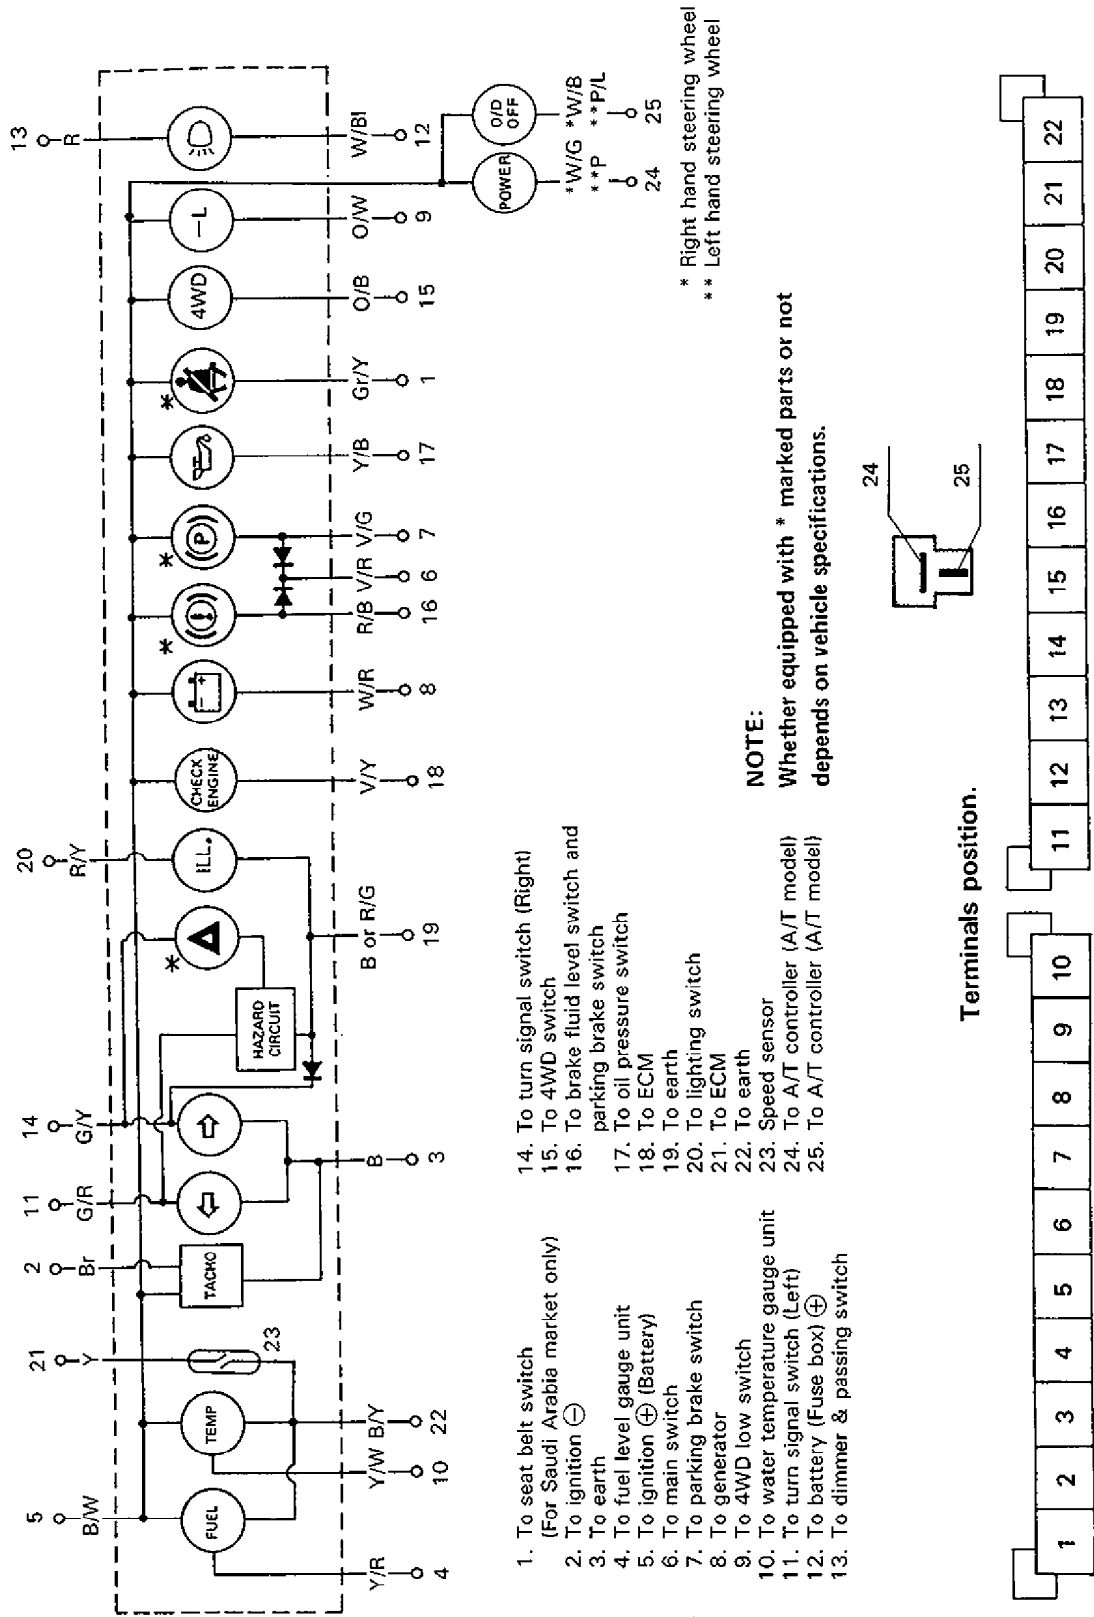 5
21
2
11
14
20
13
B/W
Y
Br
G/R
G/Y
R/Y
R
FUEL
TEMP
23
TACHO
HAZARD
CIRCUIT
ILL.
CHECK
ENGINE
P
4WD
–L
*
*
*
*
Y/R
Y/W
B/Y
B
B or R/G
V/Y
W/R
R/B
V/R
V/G
Y/B
Gr/Y
O/B
O/W
W/Bl
4
10
22
3
19
18
8
16
6
7
17
1
15
9
12
POWER
O/D
OFF
*W/G
**P
24
*W/B
**P/L
25
* Right hand steering wheel
** Left hand steering wheel
1. To seat belt switch
(For Saudi Arabia market only)
2. To ignition ⊖
3. To earth
4. To fuel level gauge unit
5. To ignition ⊕ (Battery)
6. To main switch
7. To parking brake switch
8. To generator
9. To 4WD low switch
10. To water temperature gauge unit
11. To turn signal switch (Left)
12. To battery (Fuse box) ⊕
13. To dimmer & passing switch
14. To turn signal switch (Right)
15. To 4WD switch
16. To brake fluid level switch and
parking brake switch
17. To oil pressure switch
18. To ECM
19. To earth
20. To lighting switch
21. To ECM
22. To earth
23. Speed sensor
24. To A/T controller (A/T model)
25. To A/T controller (A/T model)
NOTE:
Whether equipped with * marked parts or not
depends on vehicle specifications.
Terminals position.
24
25
1 2 3 4 5 6 7 8 9 10
11 12 13 14 15 16 17 18 19 20 21 22